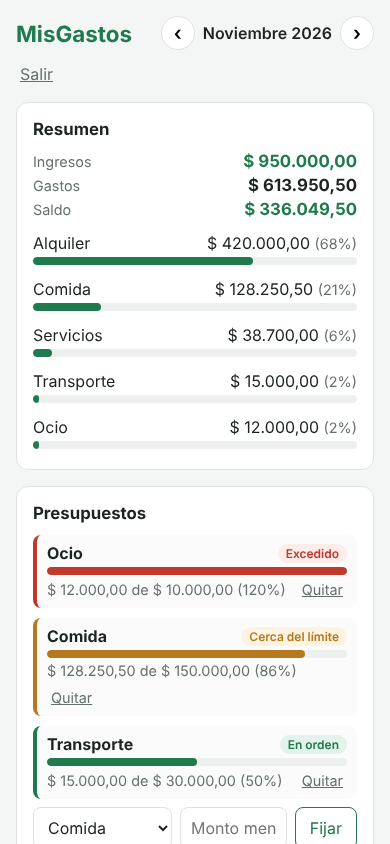 MisGastos
‹ Noviembre 2026 ›
Salir
Resumen
Ingresos $ 950.000,00
Gastos $ 613.950,50
Saldo $ 336.049,50
Alquiler $ 420.000,00 (68%)
Comida $ 128.250,50 (21%)
Servicios $ 38.700,00 (6%)
Transporte $ 15.000,00 (2%)
Ocio $ 12.000,00 (2%)
Presupuestos
Ocio Excedido
$ 12.000,00 de $ 10.000,00 (120%) Quitar
Comida Cerca del límite
$ 128.250,50 de $ 150.000,00 (86%)
Quitar
Transporte En orden
$ 15.000,00 de $ 30.000,00 (50%) Quitar
Comida Monto men Fijar